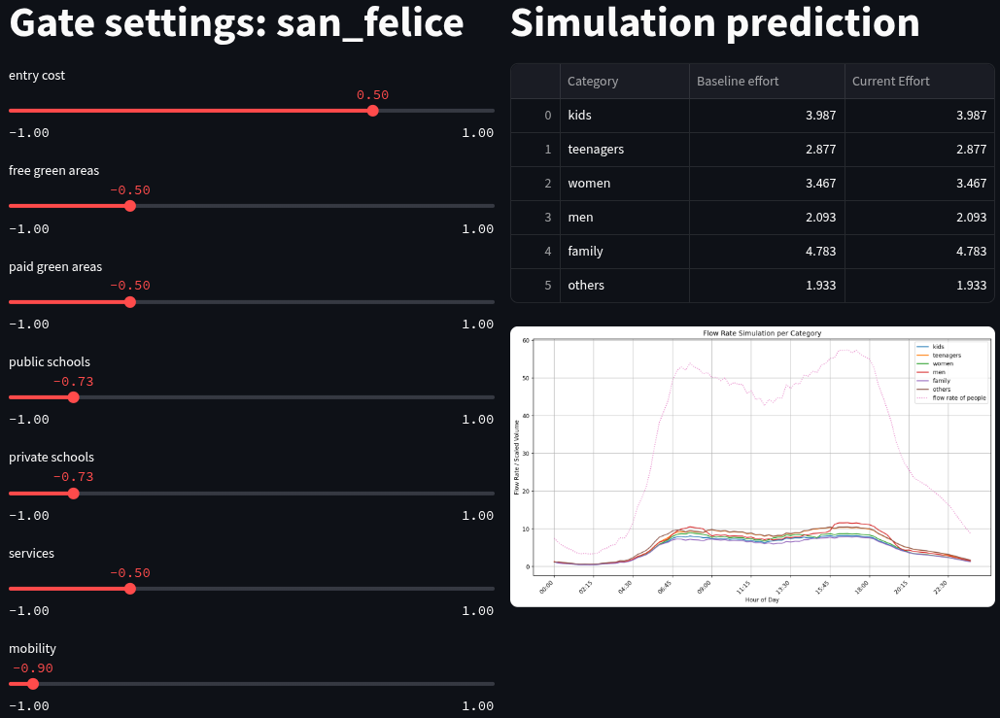 Gate settings: san_felice
entry cost
0.50
-1.00 1.00
free green areas
-0.50
-1.00 1.00
paid green areas
-0.50
-1.00 1.00
public schools
-0.73
-1.00 1.00
private schools
-0.73
-1.00 1.00
services
-0.50
-1.00 1.00
mobility
-0.90
-1.00 1.00
Simulation prediction
Category Baseline effort Current Effort
0 kids 3.987 3.987
1 teenagers 2.877 2.877
2 women 3.467 3.467
3 men 2.093 2.093
4 family 4.783 4.783
5 others 1.933 1.933
Flow Rate Simulation per Category
kids
teenagers
women
men
family
others
flow rate of people
Flow Rate / Scaled Volume
60
50
40
30
20
10
0
00:00 02:15 04:30 06:45 09:00 11:15 13:30 15:45 18:00 20:15 22:30
Hour of Day